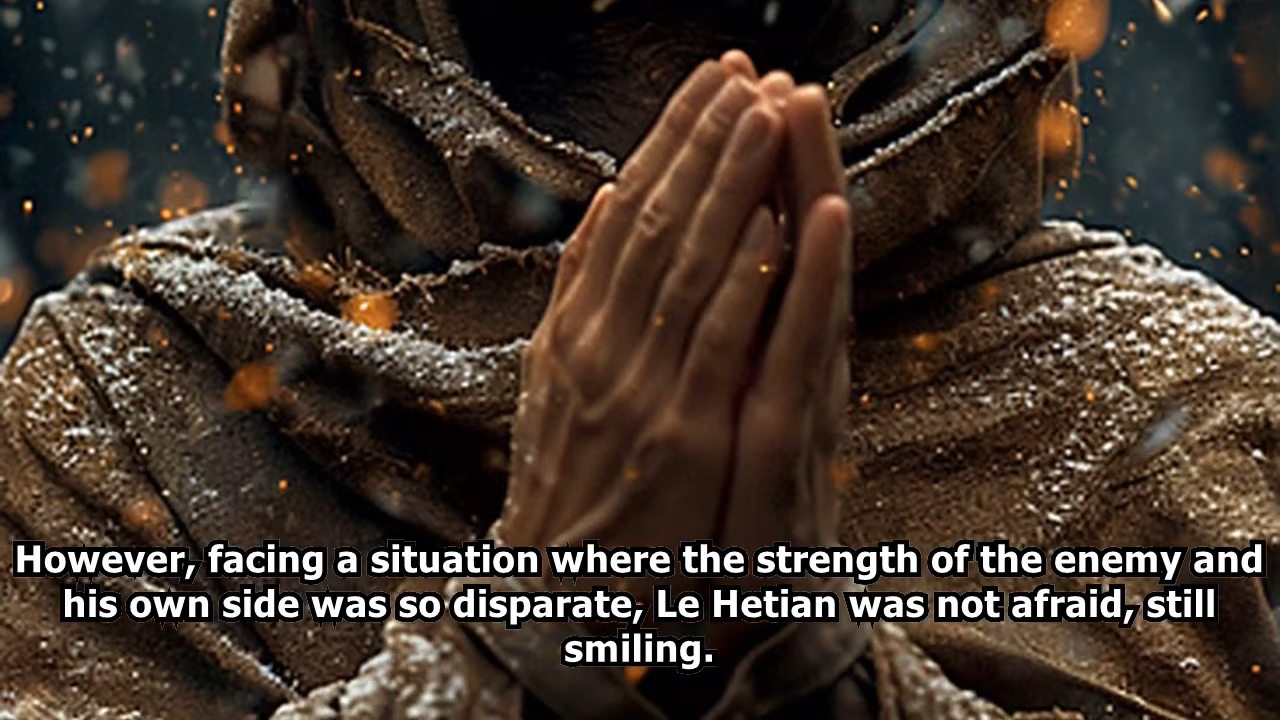 However, facing a situation where the strength of the enemy and
his own side was so disparate, Le Hetian was not afraid, still
smiling.